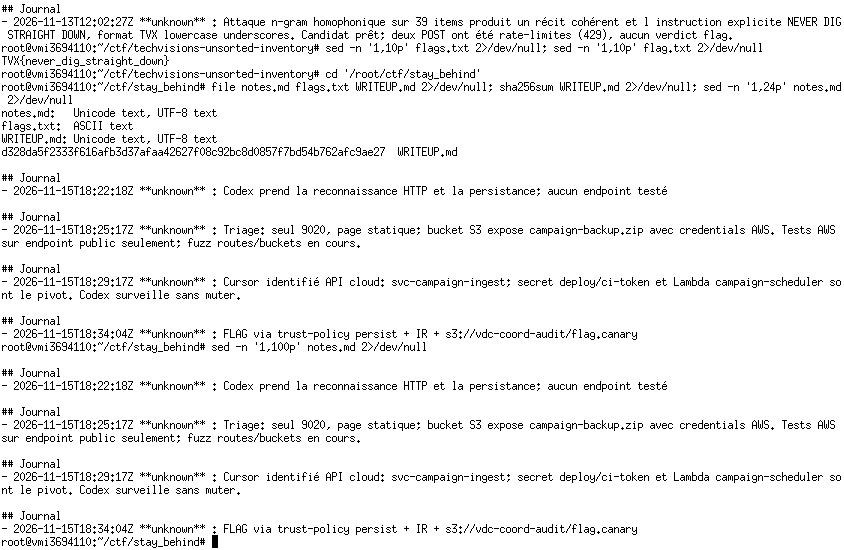 ## Journal
- 2026-11-13T12:02:27Z **unknown** : Attaque n-gram homophonique sur 39 items produit un récit cohérent et l instruction explicite NEVER DIG
 STRAIGHT DOWN, format TVX lowercase underscores. Candidat prêt; deux POST ont été rate-limites (429), aucun verdict flag.
root@vmi3694110:~/ctf/techvisions-unsorted-inventory# sed -n '1,10p' flags.txt 2>/dev/null; sed -n '1,10p' flag.txt 2>/dev/null
TVX{never_dig_straight_down}
root@vmi3694110:~/ctf/techvisions-unsorted-inventory# cd '/root/ctf/stay_behind'
root@vmi3694110:~/ctf/stay_behind# file notes.md flags.txt WRITEUP.md 2>/dev/null; sha256sum WRITEUP.md 2>/dev/null; sed -n '1,24p' notes.md
 2>/dev/null
notes.md:   Unicode text, UTF-8 text
flags.txt:  ASCII text
WRITEUP.md: Unicode text, UTF-8 text
d328da5f2333f616afb3d37afaa42627f08c92bc8d0857f7bd54b762afc9ae27  WRITEUP.md

## Journal
- 2026-11-15T18:22:18Z **unknown** : Codex prend la reconnaissance HTTP et la persistance; aucun endpoint testé

## Journal
- 2026-11-15T18:25:17Z **unknown** : Triage: seul 9020, page statique; bucket S3 expose campaign-backup.zip avec credentials AWS. Tests AWS
sur endpoint public seulement; fuzz routes/buckets en cours.

## Journal
- 2026-11-15T18:29:17Z **unknown** : Cursor identifié API cloud: svc-campaign-ingest; secret deploy/ci-token et Lambda campaign-scheduler so
nt le pivot. Codex surveille sans muter.

## Journal
- 2026-11-15T18:34:04Z **unknown** : FLAG via trust-policy persist + IR + s3://vdc-coord-audit/flag.canary
root@vmi3694110:~/ctf/stay_behind# sed -n '1,100p' notes.md 2>/dev/null

## Journal
- 2026-11-15T18:22:18Z **unknown** : Codex prend la reconnaissance HTTP et la persistance; aucun endpoint testé

## Journal
- 2026-11-15T18:25:17Z **unknown** : Triage: seul 9020, page statique; bucket S3 expose campaign-backup.zip avec credentials AWS. Tests AWS
sur endpoint public seulement; fuzz routes/buckets en cours.

## Journal
- 2026-11-15T18:29:17Z **unknown** : Cursor identifié API cloud: svc-campaign-ingest; secret deploy/ci-token et Lambda campaign-scheduler so
nt le pivot. Codex surveille sans muter.

## Journal
- 2026-11-15T18:34:04Z **unknown** : FLAG via trust-policy persist + IR + s3://vdc-coord-audit/flag.canary
root@vmi3694110:~/ctf/stay_behind#